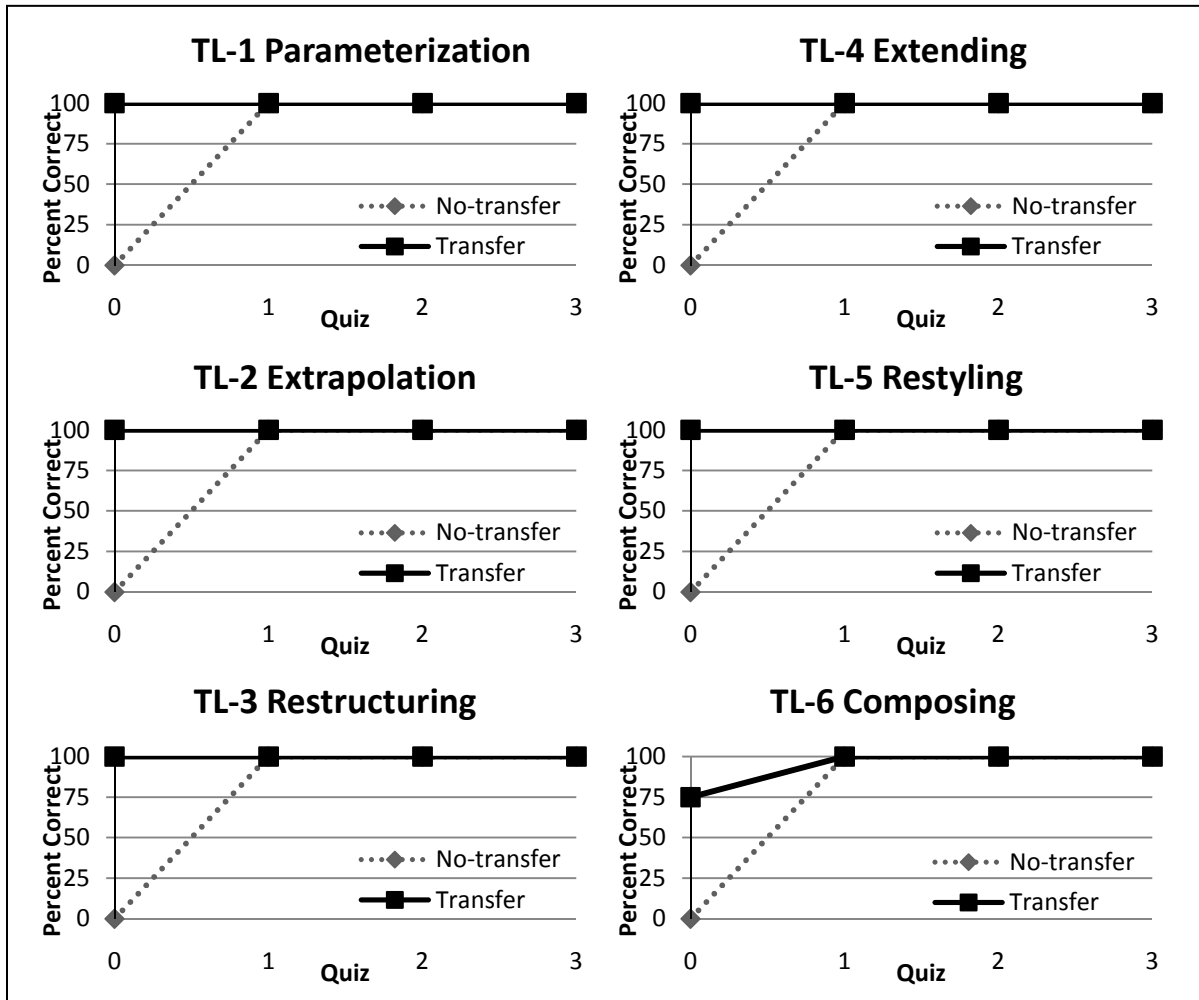 TL-1 Parameterization
Percent Correct
100
75
50
25
0
No-transfer
Transfer
0 1 2 3
Quiz
TL-4 Extending
Percent Correct
100
75
50
25
0
No-transfer
Transfer
0 1 2 3
Quiz
TL-2 Extrapolation
Percent Correct
100
75
50
25
0
No-transfer
Transfer
0 1 2 3
Quiz
TL-5 Restyling
Percent Correct
100
75
50
25
0
No-transfer
Transfer
0 1 2 3
Quiz
TL-3 Restructuring
Percent Correct
100
75
50
25
0
No-transfer
Transfer
0 1 2 3
Quiz
TL-6 Composing
Percent Correct
100
75
50
25
0
No-transfer
Transfer
0 1 2 3
Quiz